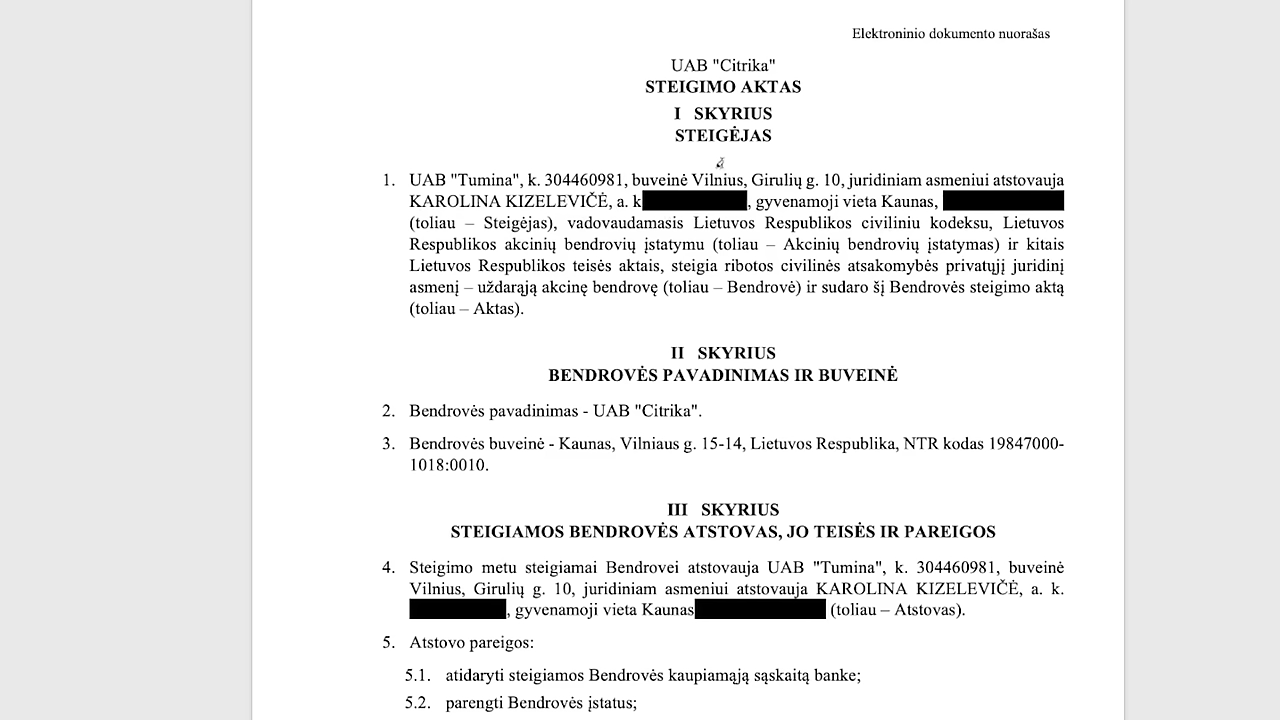 Elektroninio dokumento nuorašas
UAB "Citrika"
STEIGIMO AKTAS
I SKYRIUS
STEIGĖJAS
1. UAB "Tumina", k. 304460981, buveinė Vilnius, Girulių g. 10, juridiniam asmeniui atstovauja
KAROLINA KIZELEVIČĖ, a. k , gyvenamoji vieta Kaunas,
(toliau – Steigėjas), vadovaudamasis Lietuvos Respublikos civiliniu kodeksu, Lietuvos
Respublikos akcinių bendrovių įstatymu (toliau – Akcinių bendrovių įstatymas) ir kitais
Lietuvos Respublikos teisės aktais, steigia ribotos civilinės atsakomybės privatųjį juridinį
asmenį – uždarąją akcinę bendrovę (toliau – Bendrovė) ir sudaro šį Bendrovės steigimo aktą
(toliau – Aktas).
II SKYRIUS
BENDROVĖS PAVADINIMAS IR BUVEINĖ
2. Bendrovės pavadinimas - UAB "Citrika".
3. Bendrovės buveinė - Kaunas, Vilniaus g. 15-14, Lietuvos Respublika, NTR kodas 19847000-
1018:0010.
III SKYRIUS
STEIGIAMOS BENDROVĖS ATSTOVAS, JO TEISĖS IR PAREIGOS
4. Steigimo metu steigiamai Bendrovei atstovauja UAB "Tumina", k. 304460981, buveinė
Vilnius, Girulių g. 10, juridiniam asmeniui atstovauja KAROLINA KIZELEVIČĖ, a. k.
, gyvenamoji vieta Kaunas (toliau – Atstovas).
5. Atstovo pareigos:
5.1. atidaryti steigiamos Bendrovės kaupiamąją sąskaitą banke;
5.2. parengti Bendrovės įstatus;